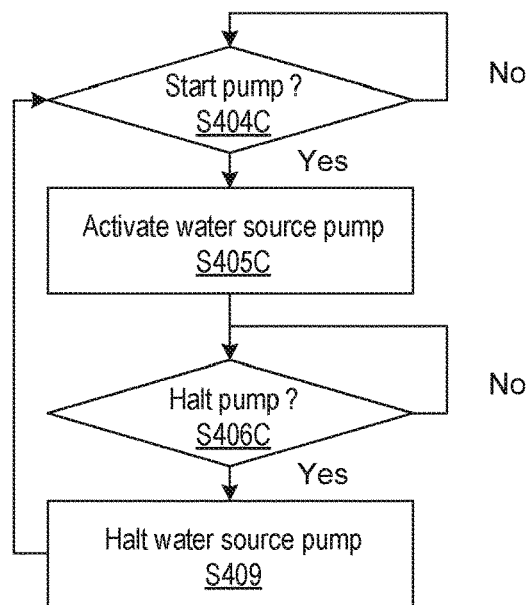 Start pump ?
No
S404C
Yes
Activate water source pump
S405C
Halt pump ?
No
S406C
Yes
Halt water source pump
S409